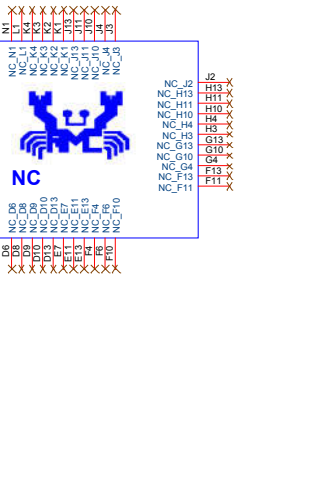 N1 L1 K4 K3 K2 K1 J13 J11 J10 J4 J3
NC_N1 NC_L1 NC_K4 NC_K3 NC_K2 NC_K1 NC_J13 NC_J11 NC_J10 NC_J4 NC_J3
NC_J2 J2
NC_H13 H13
NC_H11 H11
NC_H10 H10
NC_H4 H4
NC_H3 H3
NC_G13 G13
NC_G10 G10
NC_G4 G4
NC_F13 F13
NC_F11 F11
NC
NC_D6 NC_D8 NC_D9 NC_D10 NC_D13 NC_E7 NC_E11 NC_E13 NC_F4 NC_F6 NC_F10
D6 D8 D9 D10 D13 E7 E11 E13 F4 F6 F10